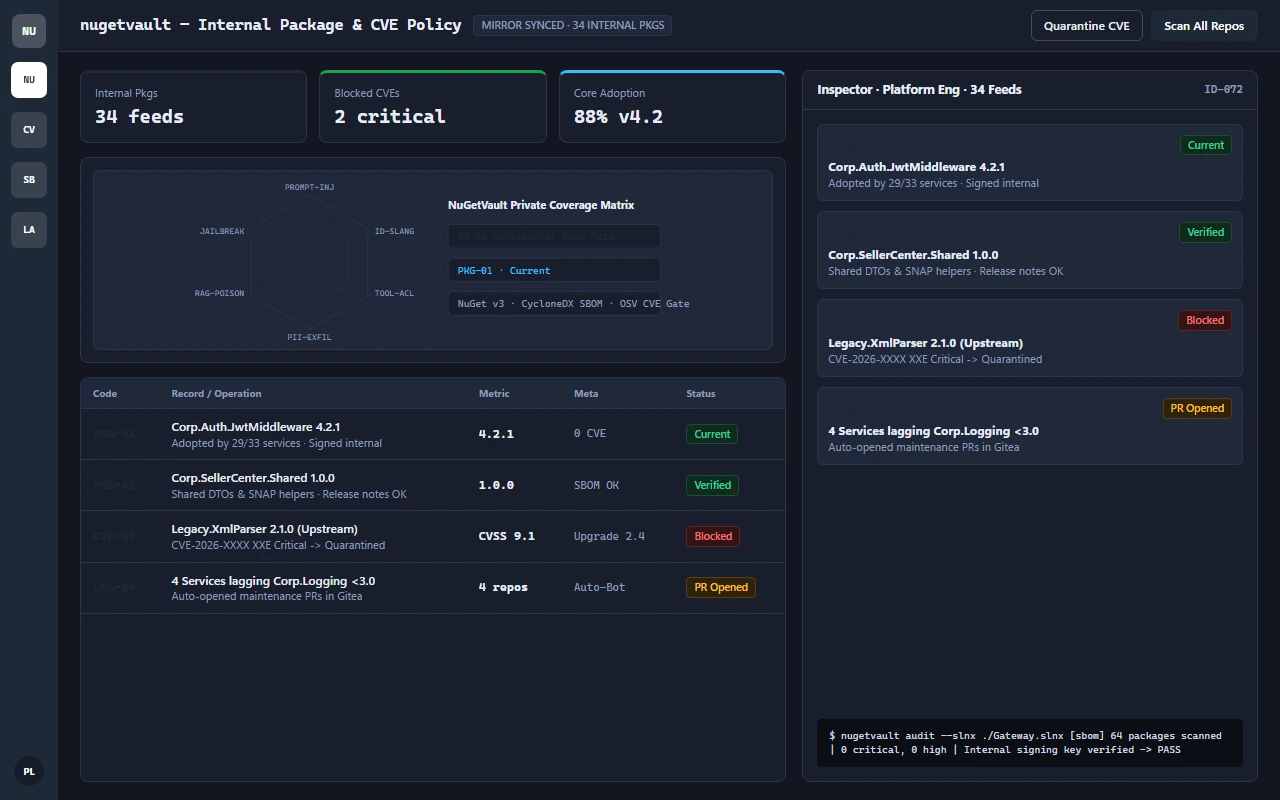 NU
nugetvault — Internal Package & CVE Policy
MIRROR SYNCED · 34 INTERNAL PKGS
Quarantine CVE
Scan All Repos
NU
CV
SB
LA
PL
Internal Pkgs
34 feeds
Blocked CVEs
2 critical
Core Adoption
88% v4.2
PROMPT-INJ
JAILBREAK
ID-SLANG
RAG-POISON
TOOL-ACL
PII-EXFIL
NuGetVault Private Coverage Matrix
PKG-01 · Current
NuGet v3 · CycloneDX SBOM · OSV CVE Gate
Code
Record / Operation
Metric
Meta
Status
PKG-01
Corp.Auth.JwtMiddleware 4.2.1
Adopted by 29/33 services · Signed internal
4.2.1
0 CVE
Current
PKG-02
Corp.SellerCenter.Shared 1.0.0
Shared DTOs & SNAP helpers · Release notes OK
1.0.0
SBOM OK
Verified
CVE-09
Legacy.XmlParser 2.1.0 (Upstream)
CVE-2026-XXXX XXE Critical -> Quarantined
CVSS 9.1
Upgrade 2.4
Blocked
4 Services lagging Corp.Logging <3.0
Auto-opened maintenance PRs in Gitea
4 repos
Auto-Bot
PR Opened
Inspector · Platform Eng · 34 Feeds
ID-072
Current
Corp.Auth.JwtMiddleware 4.2.1
Adopted by 29/33 services · Signed internal
Verified
Corp.SellerCenter.Shared 1.0.0
Shared DTOs & SNAP helpers · Release notes OK
Blocked
Legacy.XmlParser 2.1.0 (Upstream)
CVE-2026-XXXX XXE Critical -> Quarantined
PR Opened
4 Services lagging Corp.Logging <3.0
Auto-opened maintenance PRs in Gitea
$ nugetvault audit --slnx ./Gateway.slnx [sbom] 64 packages scanned
| 0 critical, 0 high | Internal signing key verified -> PASS